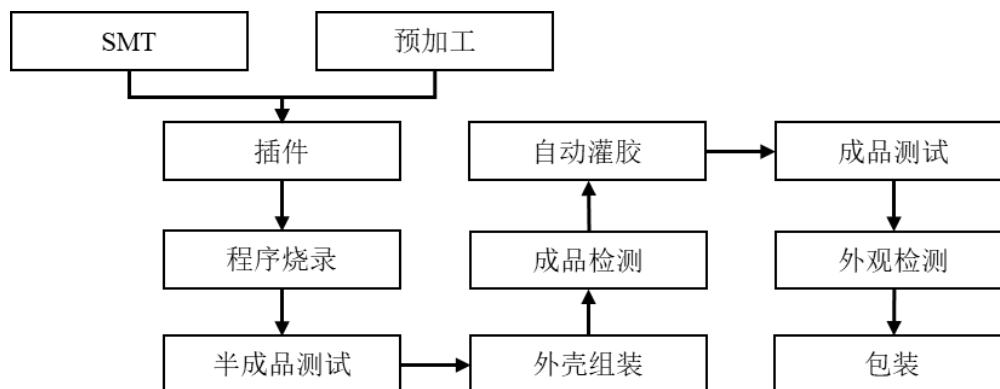 SMT
预加工
插件
程序烧录
半成品测试
外壳组装
成品检测
自动灌胶
成品测试
外观检测
包装